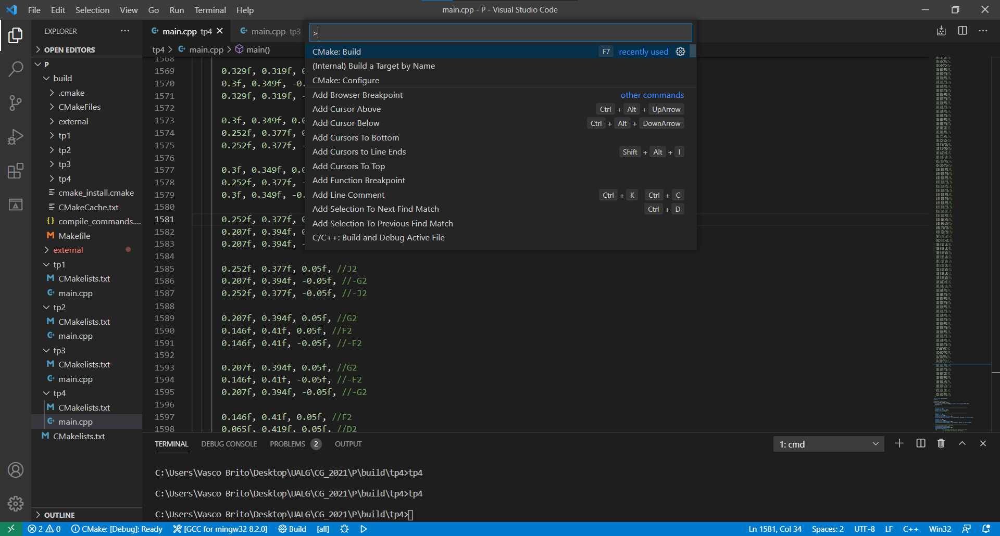 File Edit Selection View Go Run Terminal Help
main.cpp - P - Visual Studio Code
EXPLORER
OPEN EDITORS
P
build
.cmake
CMakeFiles
external
tp1
tp2
tp3
tp4
cmake_install.cmake
CMakeCache.txt
{} compile_commands....
Makefile
external
tp1
CMakelists.txt
main.cpp
tp2
CMakelists.txt
main.cpp
tp3
CMakelists.txt
main.cpp
tp4
CMakelists.txt
main.cpp
CMakelists.txt
OUTLINE
main.cpp tp4
main.cpp tp3
tp4 > main.cpp > main()
>
CMake: Build F7 recently used
(Internal) Build a Target by Name
CMake: Configure
Add Browser Breakpoint other commands
Add Cursor Above Ctrl + Alt + UpArrow
Add Cursor Below Ctrl + Alt + DownArrow
Add Cursors To Bottom
Add Cursors to Line Ends Shift + Alt + I
Add Cursors To Top
Add Function Breakpoint
Add Line Comment Ctrl + K Ctrl + C
Add Selection To Next Find Match Ctrl + D
Add Selection To Previous Find Match
C/C++: Build and Debug Active File
1568
1569 0.329f, 0.319f,
1570 0.3f, 0.349f,
1571 0.329f, 0.319f,
1572
1573 0.3f, 0.349f,
1574 0.252f, 0.377f,
1575 0.252f, 0.377f,
1576
1577 0.3f, 0.349f,
1578 0.252f, 0.377f,
1579 0.3f, 0.349f,
1580
1581 0.252f, 0.377f,
1582 0.207f, 0.394f,
1583 0.207f, 0.394f,
1584
1585 0.252f, 0.377f, 0.05f, //J2
1586 0.207f, 0.394f, -0.05f, //-G2
1587 0.252f, 0.377f, -0.05f, //-J2
1588
1589 0.207f, 0.394f, 0.05f, //G2
1590 0.146f, 0.41f, 0.05f, //F2
1591 0.146f, 0.41f, -0.05f, //-F2
1592
1593 0.207f, 0.394f, 0.05f, //G2
1594 0.146f, 0.41f, -0.05f, //-F2
1595 0.207f, 0.394f, -0.05f, //-G2
1596
1597 0.146f, 0.41f, 0.05f, //F2
1598 0.065f, 0.419f, 0.05f, //D2
TERMINAL DEBUG CONSOLE PROBLEMS 2 OUTPUT
1: cmd
C:\Users\Vasco Brito\Desktop\UALG\CG_2021\P\build\tp4>tp4
C:\Users\Vasco Brito\Desktop\UALG\CG_2021\P\build\tp4>tp4
C:\Users\Vasco Brito\Desktop\UALG\CG_2021\P\build\tp4>
2 0 CMake: [Debug]: Ready [GCC for mingw32 8.2.0] Build [all] Ln 1581, Col 34 Spaces: 2 UTF-8 LF C++ Win32